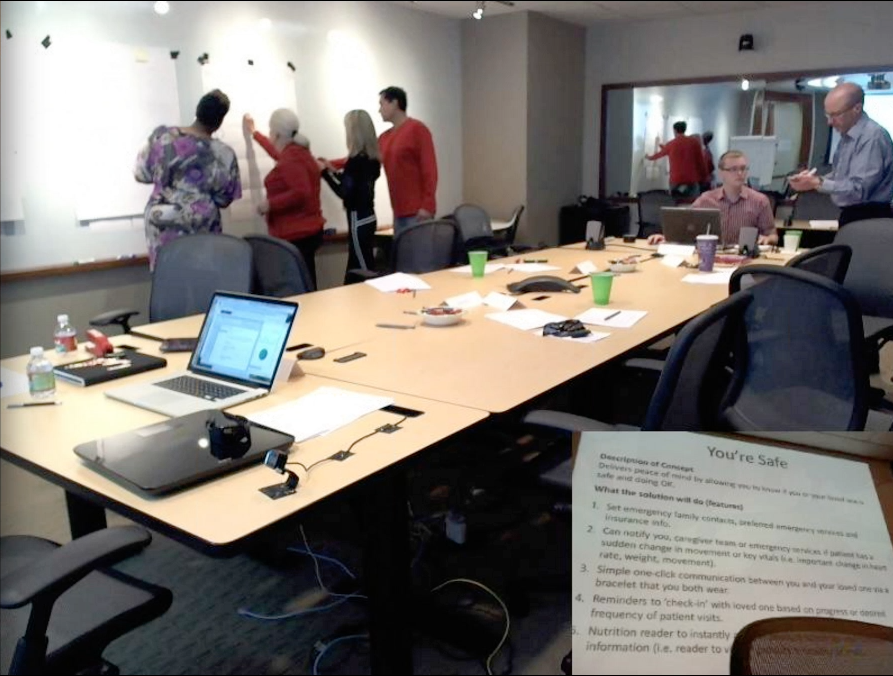 You're Safe
Description of Concept
Delivers peace of mind by allowing you to know if you or your loved one is
safe and doing OK.
What the solution will do (features)
1. Set emergency family contacts, preferred emergency services and
insurance info.
2. Can notify you, caregiver team or emergency services if patient has a
sudden change in movement or key vitals (i.e. important change in heart
rate, weight, movement).
3. Simple one-click communication between you and your loved one via a
bracelet that you both wear.
4. Reminders to 'check-in' with loved one based on progress or desired
frequency of patient visits.
5. Nutrition reader to instantly
information (i.e. reader to